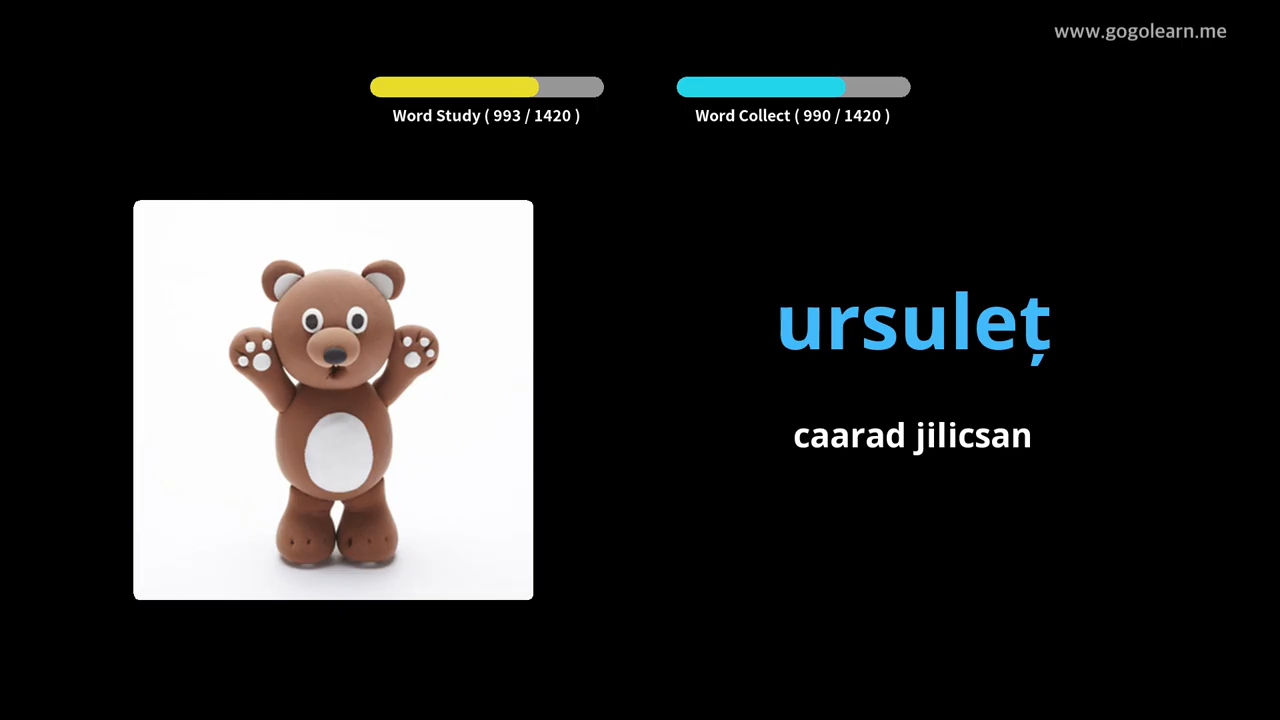 www.gogolearn.me
Word Study ( 993 / 1420 )
Word Collect ( 990 / 1420 )
ursuleț
caarad jilicsan